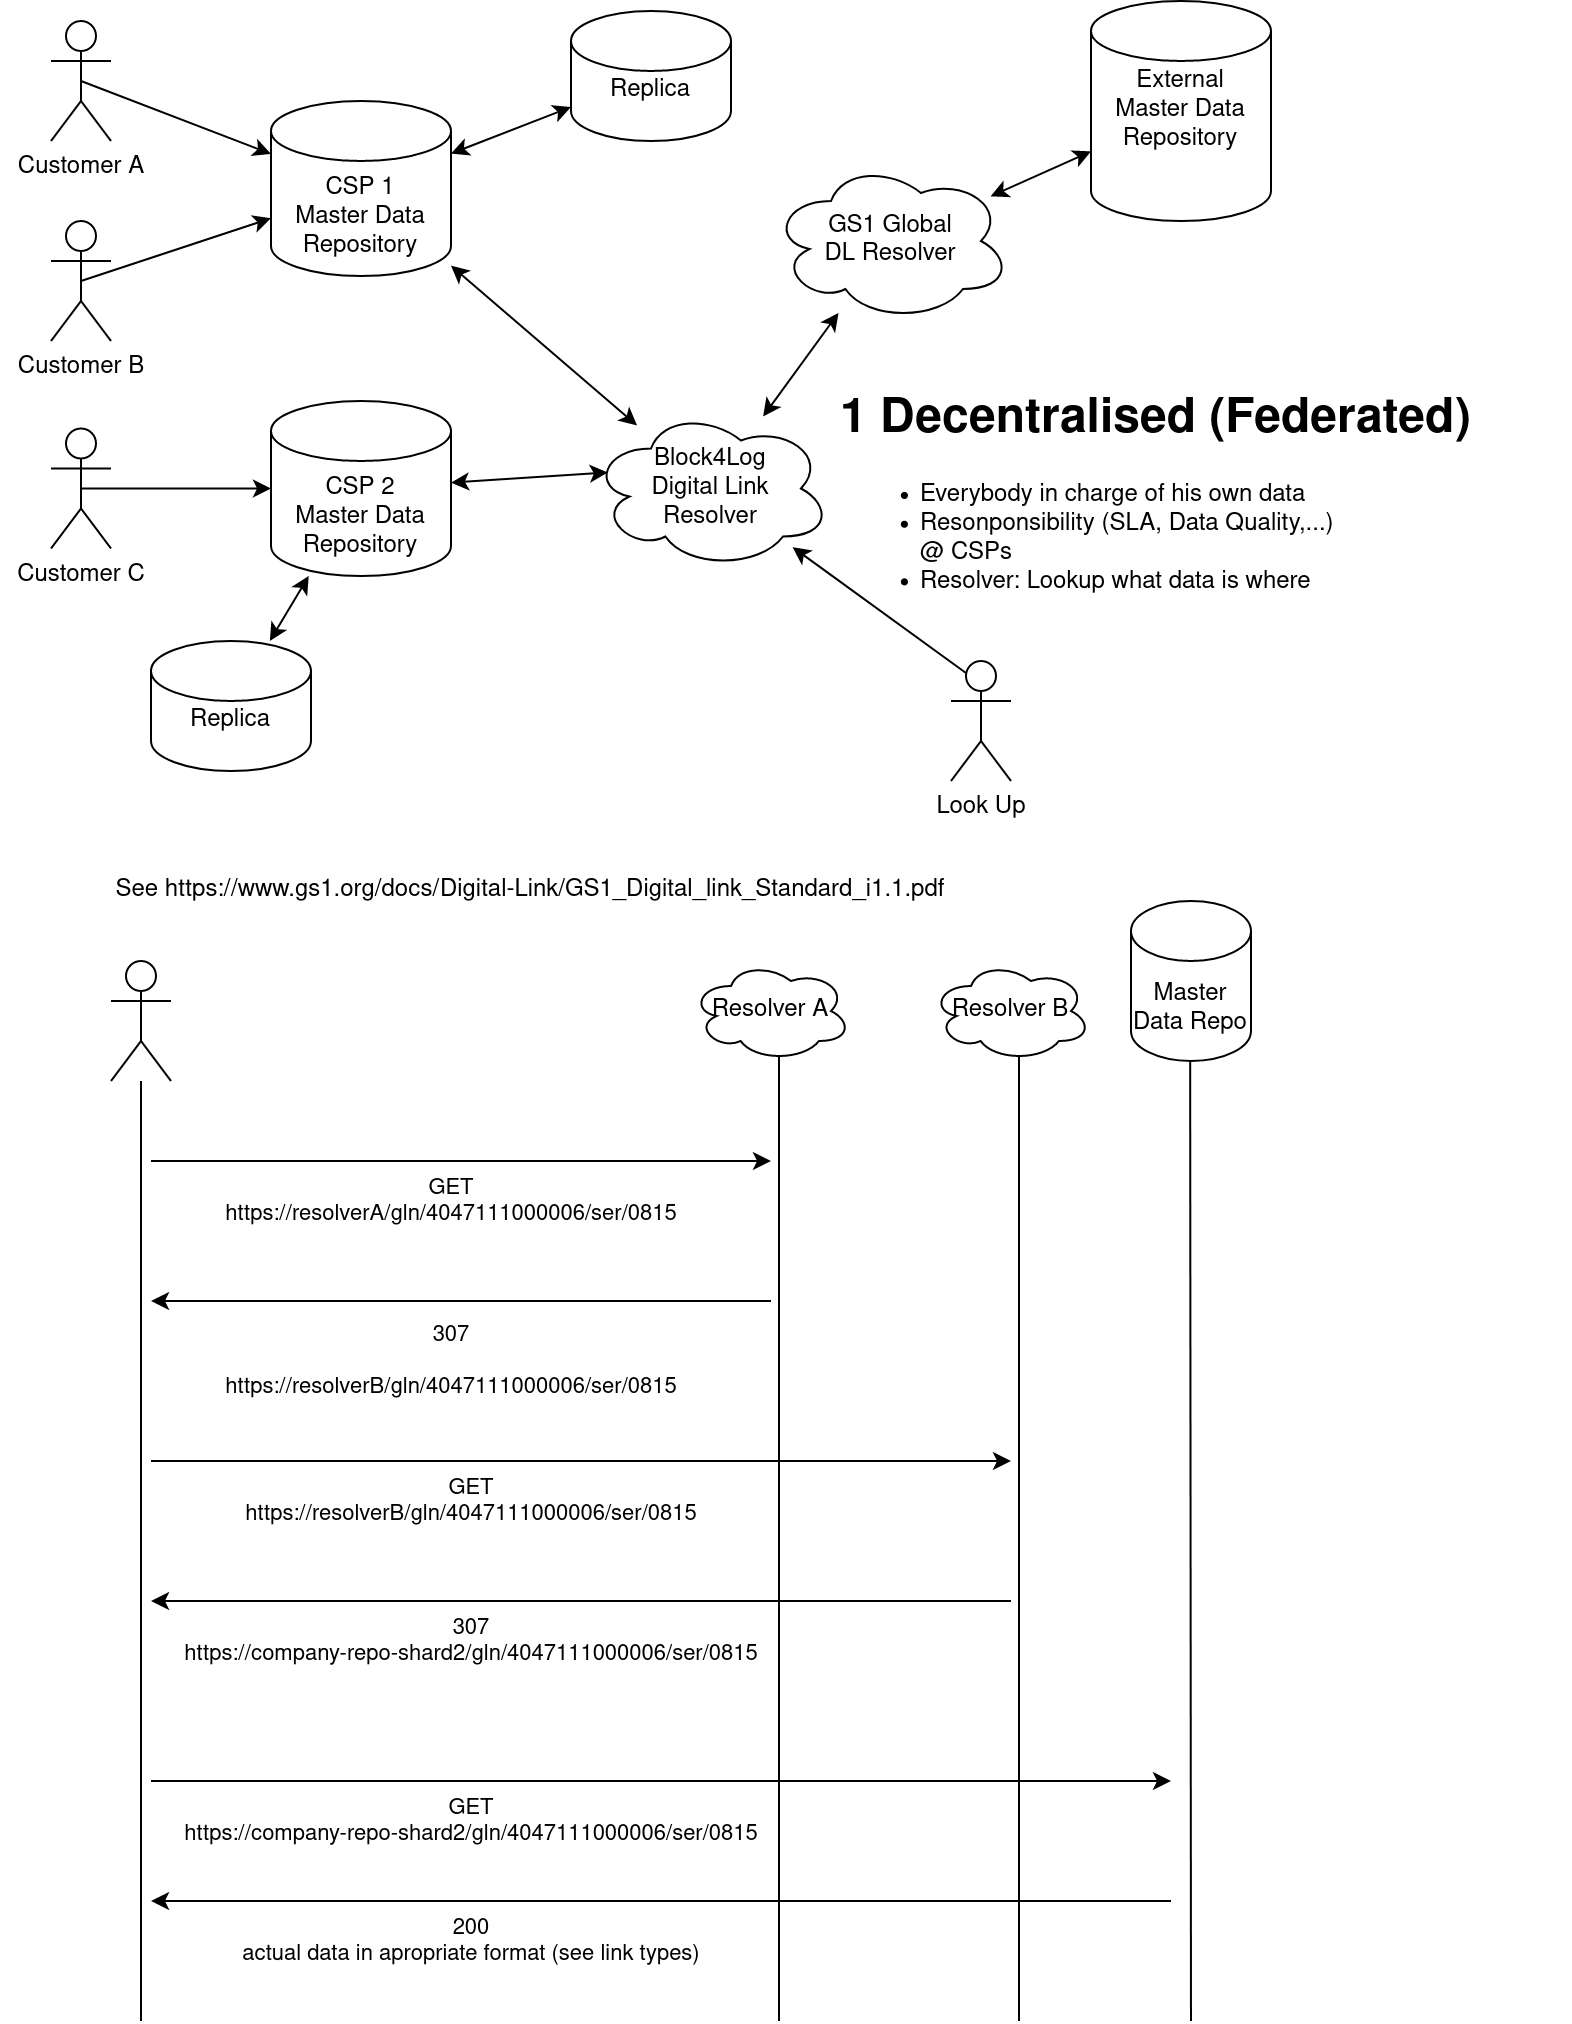 Customer A
Replica
External
Master Data
Repository
CSP 1
Master Data
Repository
GS1 Global
DL Resolver
Customer B
1 Decentralised (Federated)
Customer C
CSP 2
Master Data
Repository
Block4Log
Digital Link
Resolver
• Everybody in charge of his own data
• Resonponsibility (SLA, Data Quality,...)
@ CSPs
• Resolver: Lookup what data is where
Replica
Look Up
See https://www.gs1.org/docs/Digital-Link/GS1_Digital_link_Standard_i1.1.pdf
Resolver A
Resolver B
Master
Data Repo
GET
https://resolverA/gln/4047111000006/ser/0815
307
https://resolverB/gln/4047111000006/ser/0815
GET
https://resolverB/gln/4047111000006/ser/0815
307
https://company-repo-shard2/gln/4047111000006/ser/0815
GET
https://company-repo-shard2/gln/4047111000006/ser/0815
200
actual data in apropriate format (see link types)